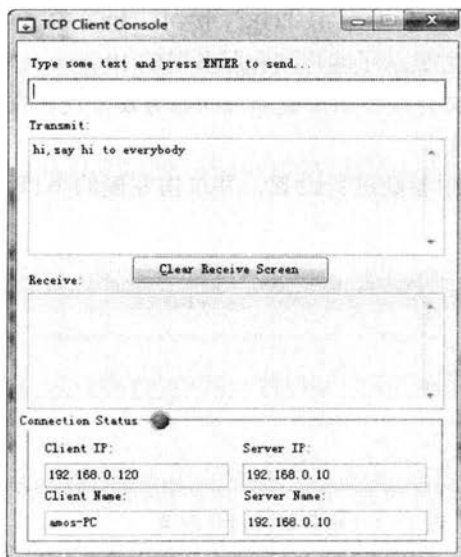 TCP Client Console
Type some text and press ENTER to send...
Transmit:
hi,say hi to everybody
Clear Receive Screen
Receive:
Connection Status
Client IP: Server IP:
192.168.0.120 192.168.0.10
Client Name: Server Name:
amos-PC 192.168.0.10